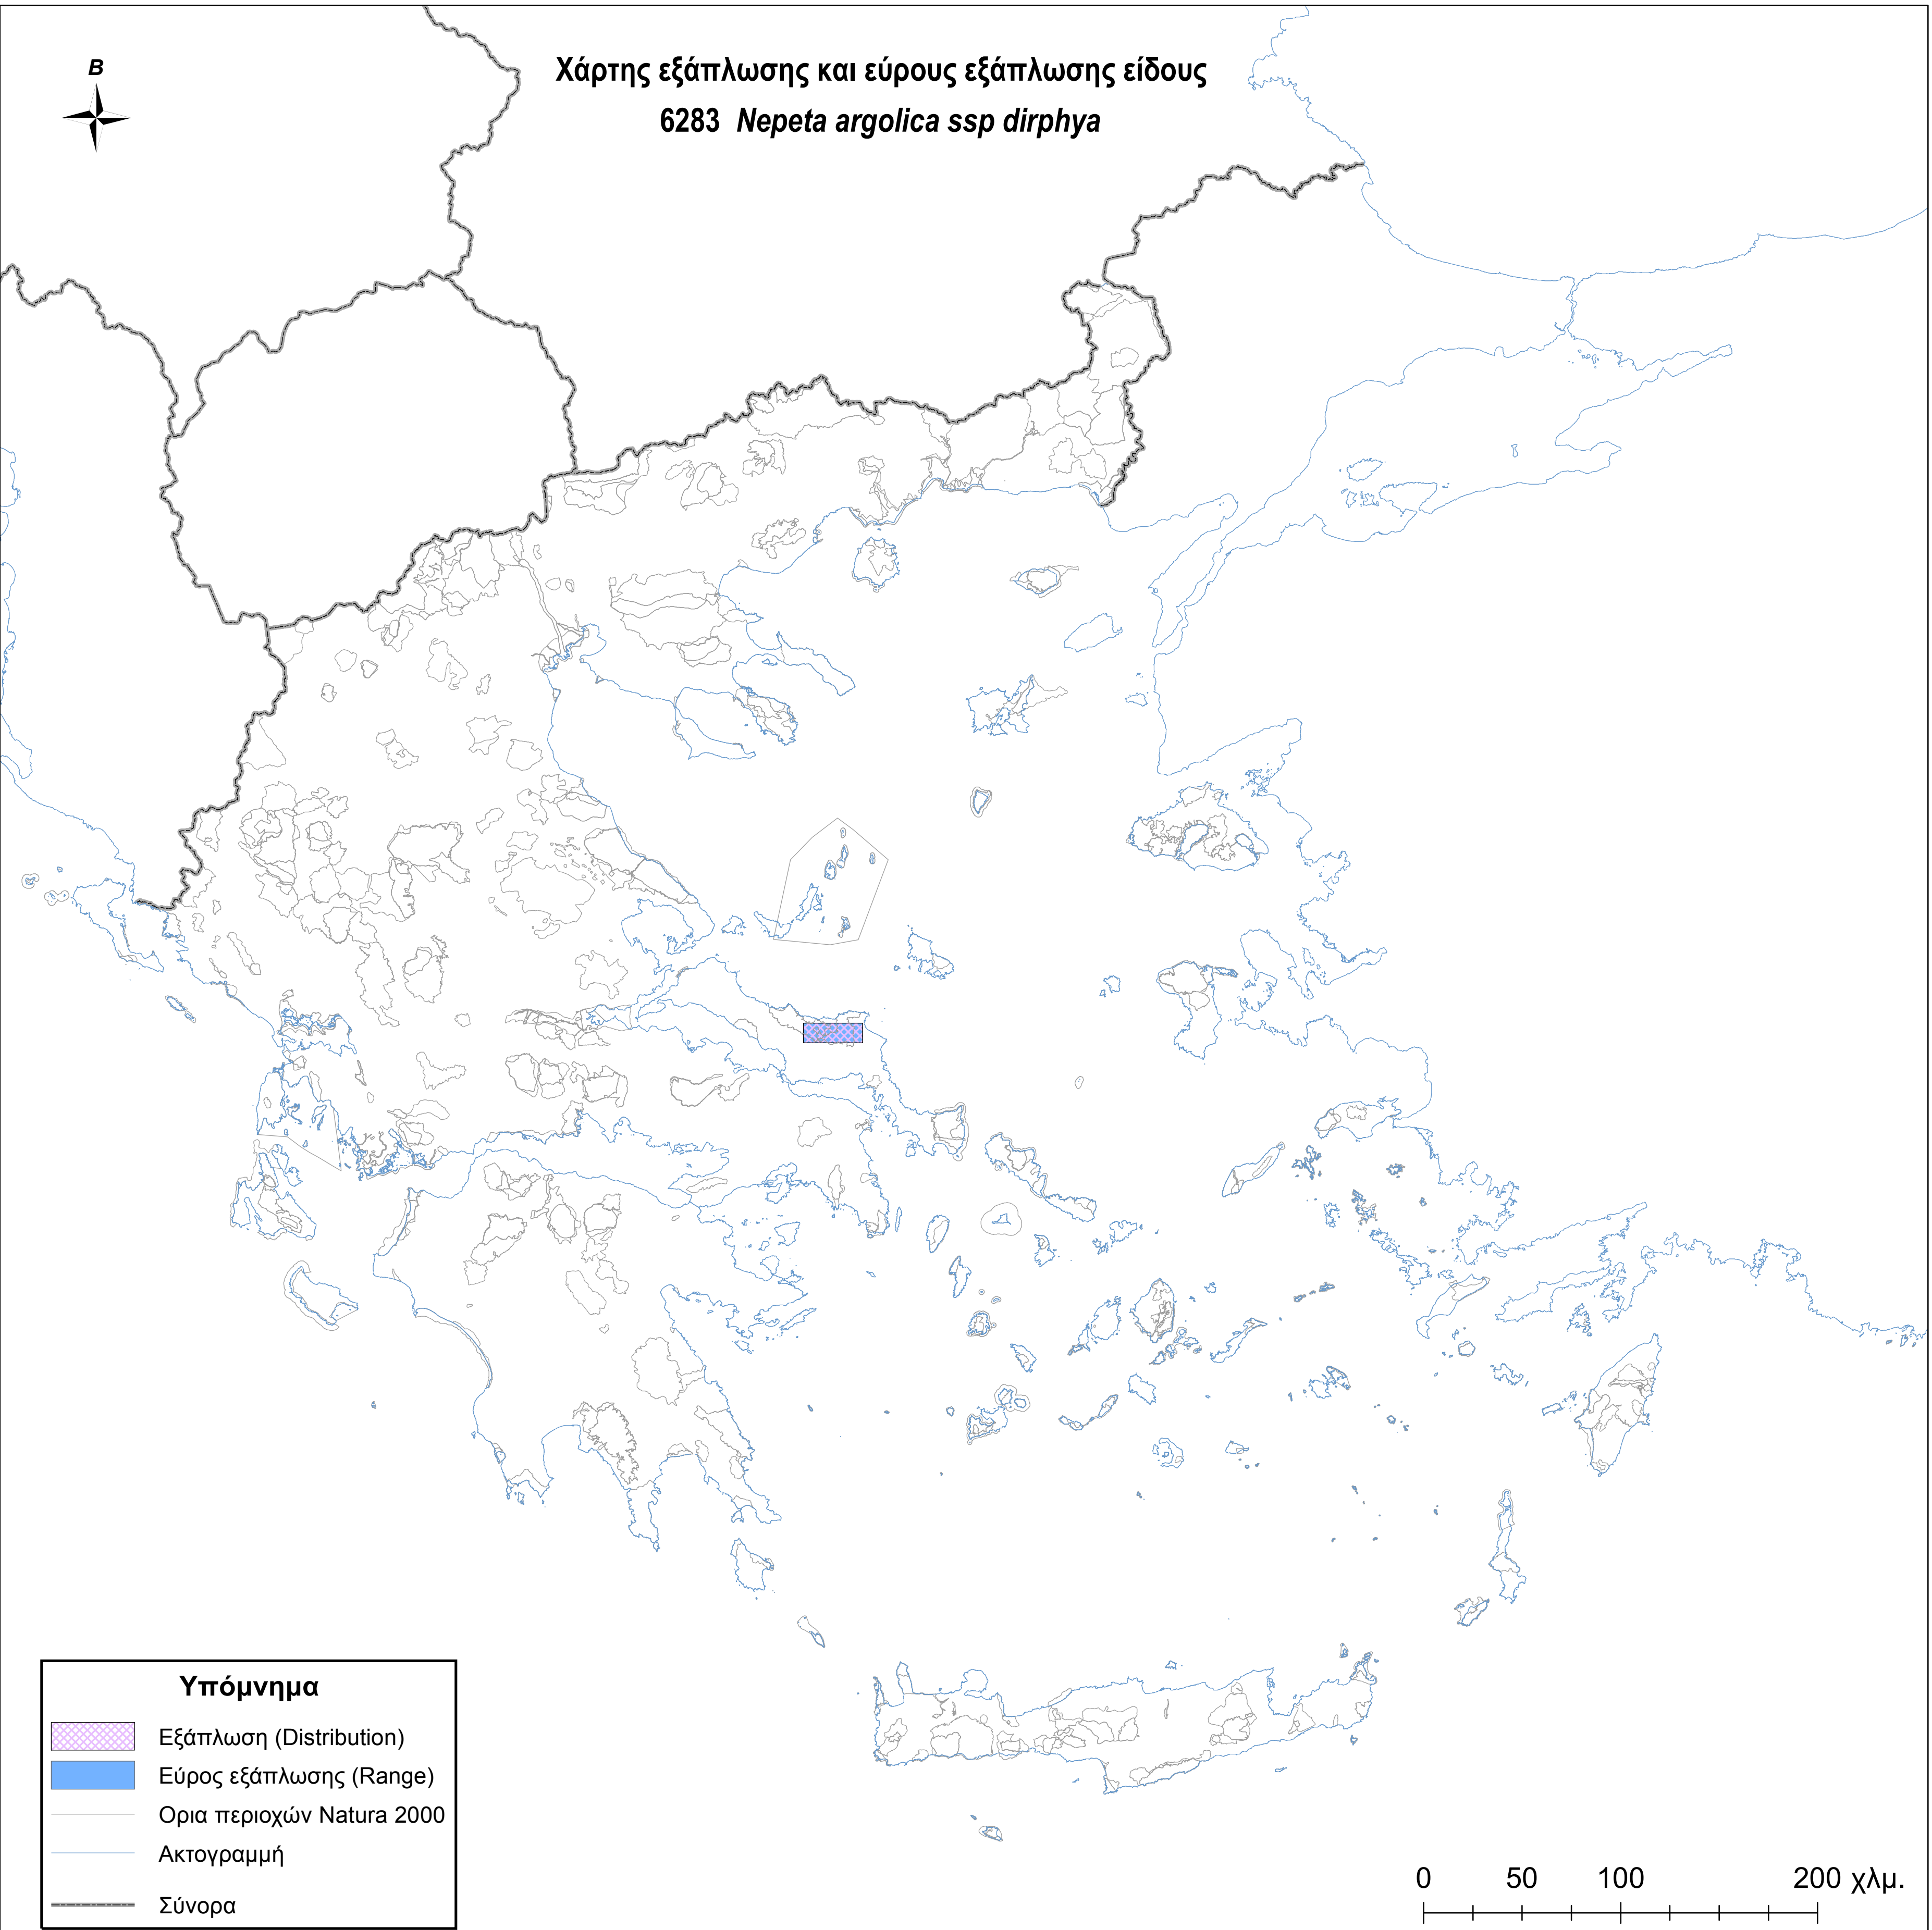 B
Χάρτης εξάπλωσης και εύρους εξάπλωσης είδους
6283 Nepeta argolica ssp dirphya
Υπόμνημα
Εξάπλωση (Distribution)
Εύρος εξάπλωσης (Range)
Ορια περιοχών Natura 2000
Ακτογραμμή
Σύνορα
0 50 100 200 χλμ.